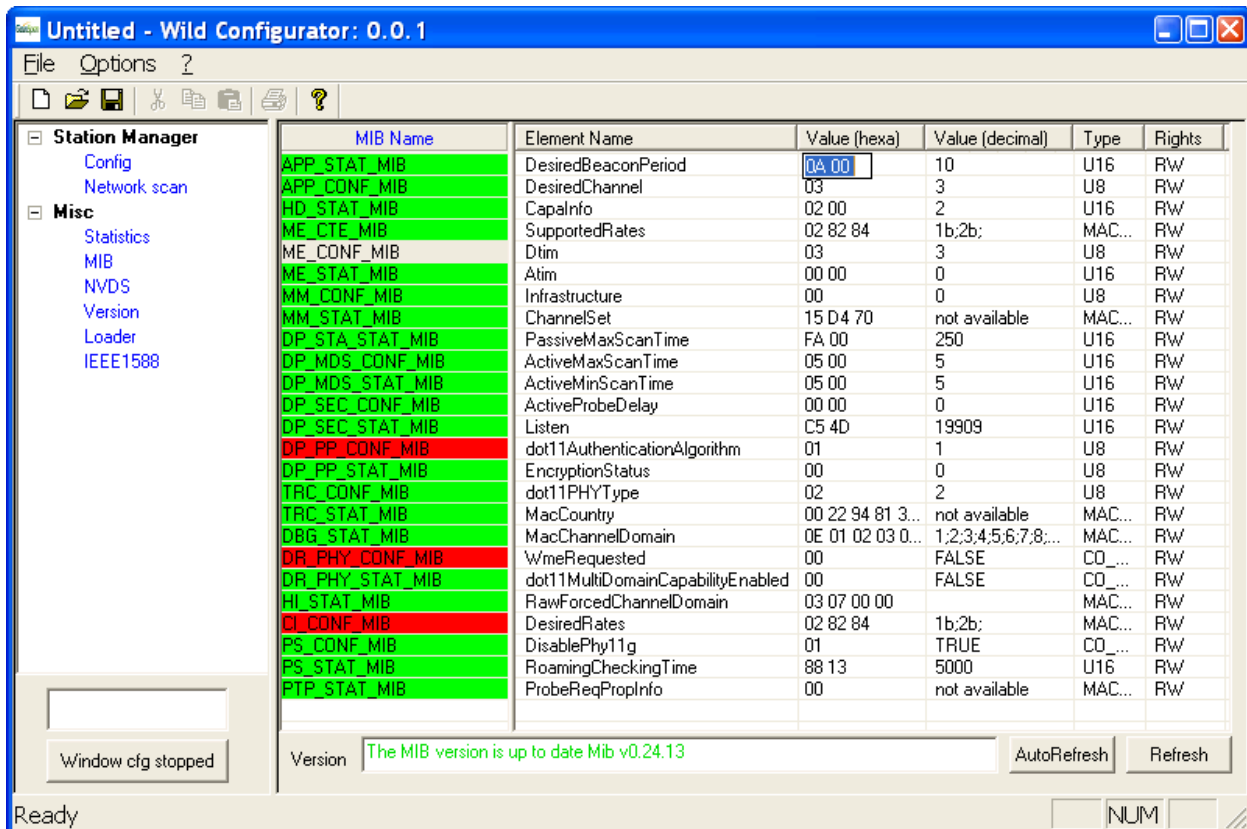 Untitled - Wild Configurator: 0.0.1
File Options ?
Station Manager
Config
Network scan
Misc
Statistics
MIB
NVDS
Version
Loader
IEEE1588
Window cfg stopped
MIB Name Element Name Value (hexa) Value (decimal) Type Rights
APP_STAT_MIB DesiredBeaconPeriod 0A 00 10 U16 RW
APP_CONF_MIB DesiredChannel 03 3 U8 RW
HD_STAT_MIB CapaInfo 02 00 2 U16 RW
ME_CTE_MIB SupportedRates 02 82 84 1b;2b; MAC... RW
ME_CONF_MIB Dtim 03 3 U8 RW
ME_STAT_MIB Atim 00 00 0 U16 RW
MM_CONF_MIB Infrastructure 00 0 U8 RW
MM_STAT_MIB ChannelSet 15 D4 70 not available MAC... RW
DP_STA_STAT_MIB PassiveMaxScanTime FA 00 250 U16 RW
DP_MDS_CONF_MIB ActiveMaxScanTime 05 00 5 U16 RW
DP_MDS_STAT_MIB ActiveMinScanTime 05 00 5 U16 RW
DP_SEC_CONF_MIB ActiveProbeDelay 00 00 0 U16 RW
DP_SEC_STAT_MIB Listen C5 4D 19909 U16 RW
DP_PP_CONF_MIB dot11AuthenticationAlgorithm 01 1 U8 RW
DP_PP_STAT_MIB EncryptionStatus 00 0 U8 RW
TRC_CONF_MIB dot11PHYType 02 2 U8 RW
TRC_STAT_MIB MacCountry 00 22 94 81 3... not available MAC... RW
DBG_STAT_MIB MacChannelDomain 0E 01 02 03 0... 1;2;3;4;5;6;7;8;... MAC... RW
DR_PHY_CONF_MIB WmeRequested 00 FALSE CO_... RW
DR_PHY_STAT_MIB dot11MultiDomainCapabilityEnabled 00 FALSE CO_... RW
HI_STAT_MIB RawForcedChannelDomain 03 07 00 00 MAC... RW
CI_CONF_MIB DesiredRates 02 82 84 1b;2b; MAC... RW
PS_CONF_MIB DisablePhy11g 01 TRUE CO_... RW
PS_STAT_MIB RoamingCheckingTime 88 13 5000 U16 RW
PTP_STAT_MIB ProbeReqPropInfo 00 not available MAC... RW
Version The MIB version is up to date Mib v0.24.13 AutoRefresh Refresh
Ready NUM